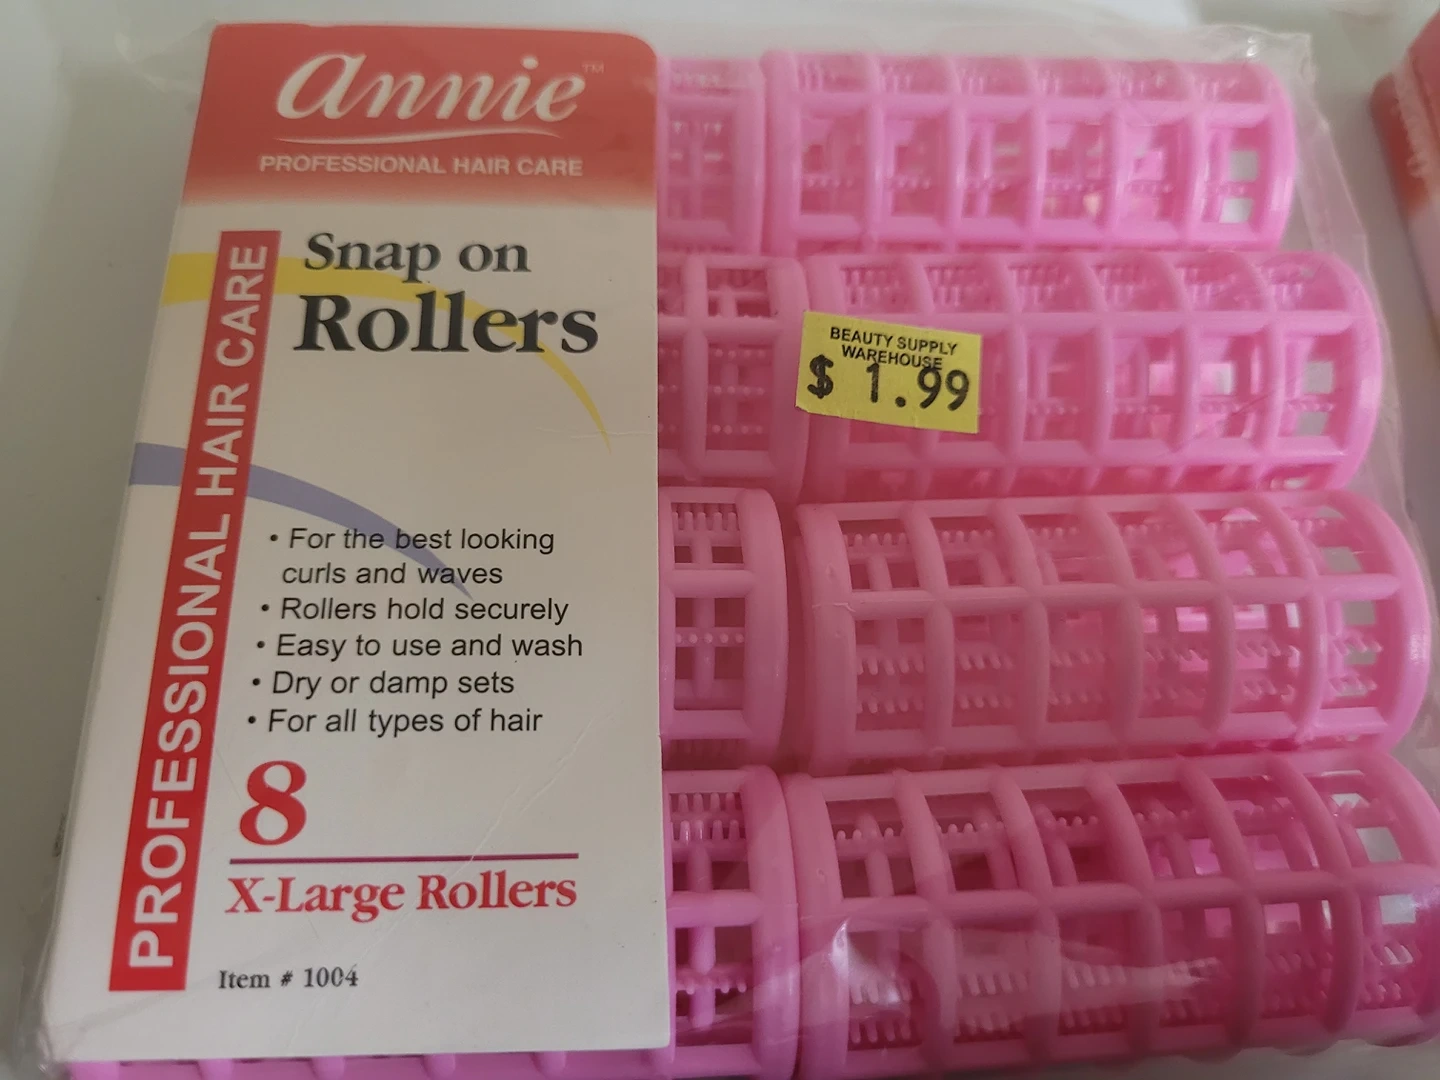 annie™
PROFESSIONAL HAIR CARE
PROFESSIONAL HAIR CARE
Snap on
Rollers
• For the best looking
curls and waves
• Rollers hold securely
• Easy to use and wash
• Dry or damp sets
• For all types of hair
8
X-Large Rollers
Item # 1004
BEAUTY SUPPLY
WAREHOUSE
$ 1.99